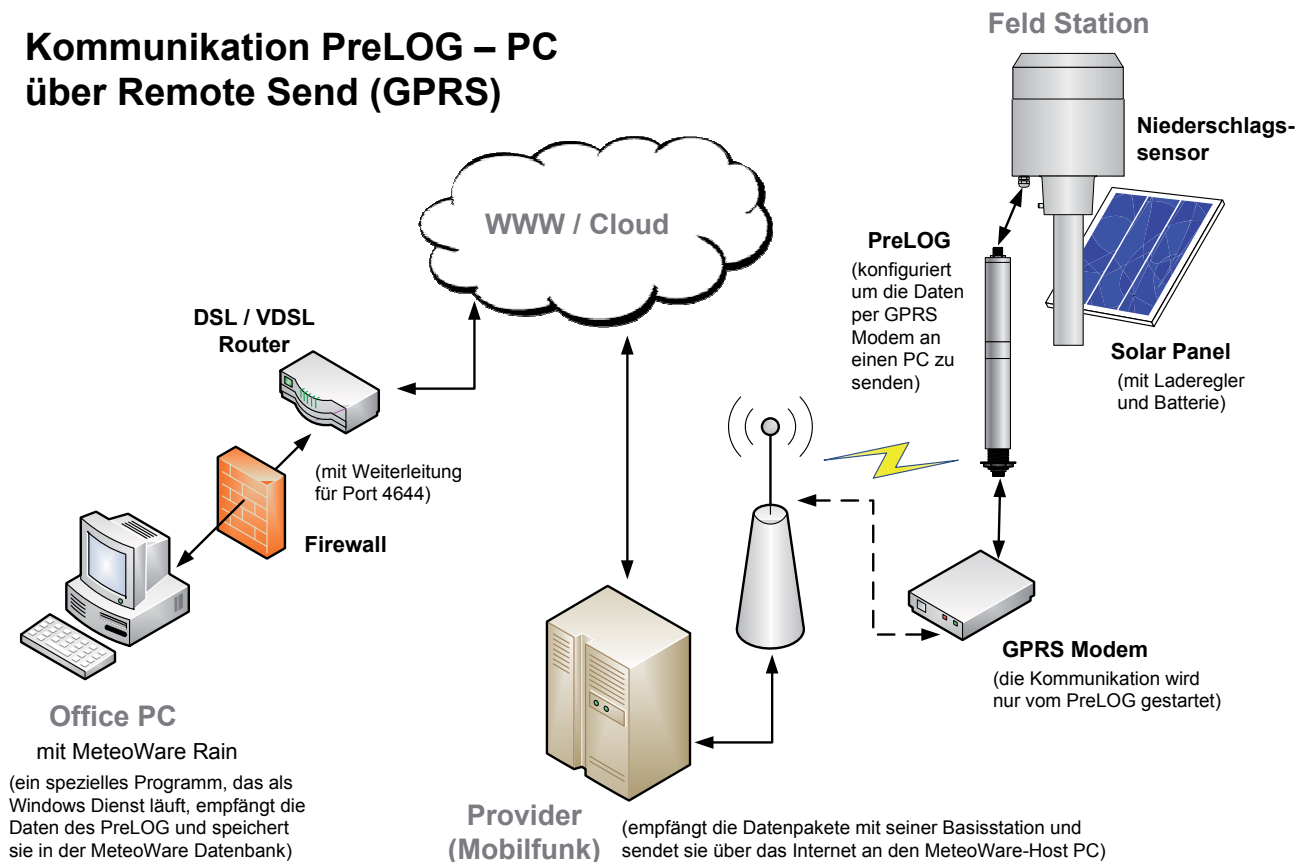 Kommunikation PreLOG – PC
über Remote Send (GPRS)
Feld Station
Niederschlags-
sensor
WWW / Cloud
PreLOG
(konfiguriert
um die Daten
per GPRS
Modem an
einen PC zu
senden)
Solar Panel
(mit Laderegler
und Batterie)
DSL / VDSL
Router
(mit Weiterleitung
für Port 4644)
Firewall
GPRS Modem
(die Kommunikation wird
nur vom PreLOG gestartet)
Office PC
mit MeteoWare Rain
(ein spezielles Programm, das als
Windows Dienst läuft, empfängt die
Daten des PreLOG und speichert
sie in der MeteoWare Datenbank)
Provider
(Mobilfunk)
(empfängt die Datenpakete mit seiner Basisstation und
sendet sie über das Internet an den MeteoWare-Host PC)